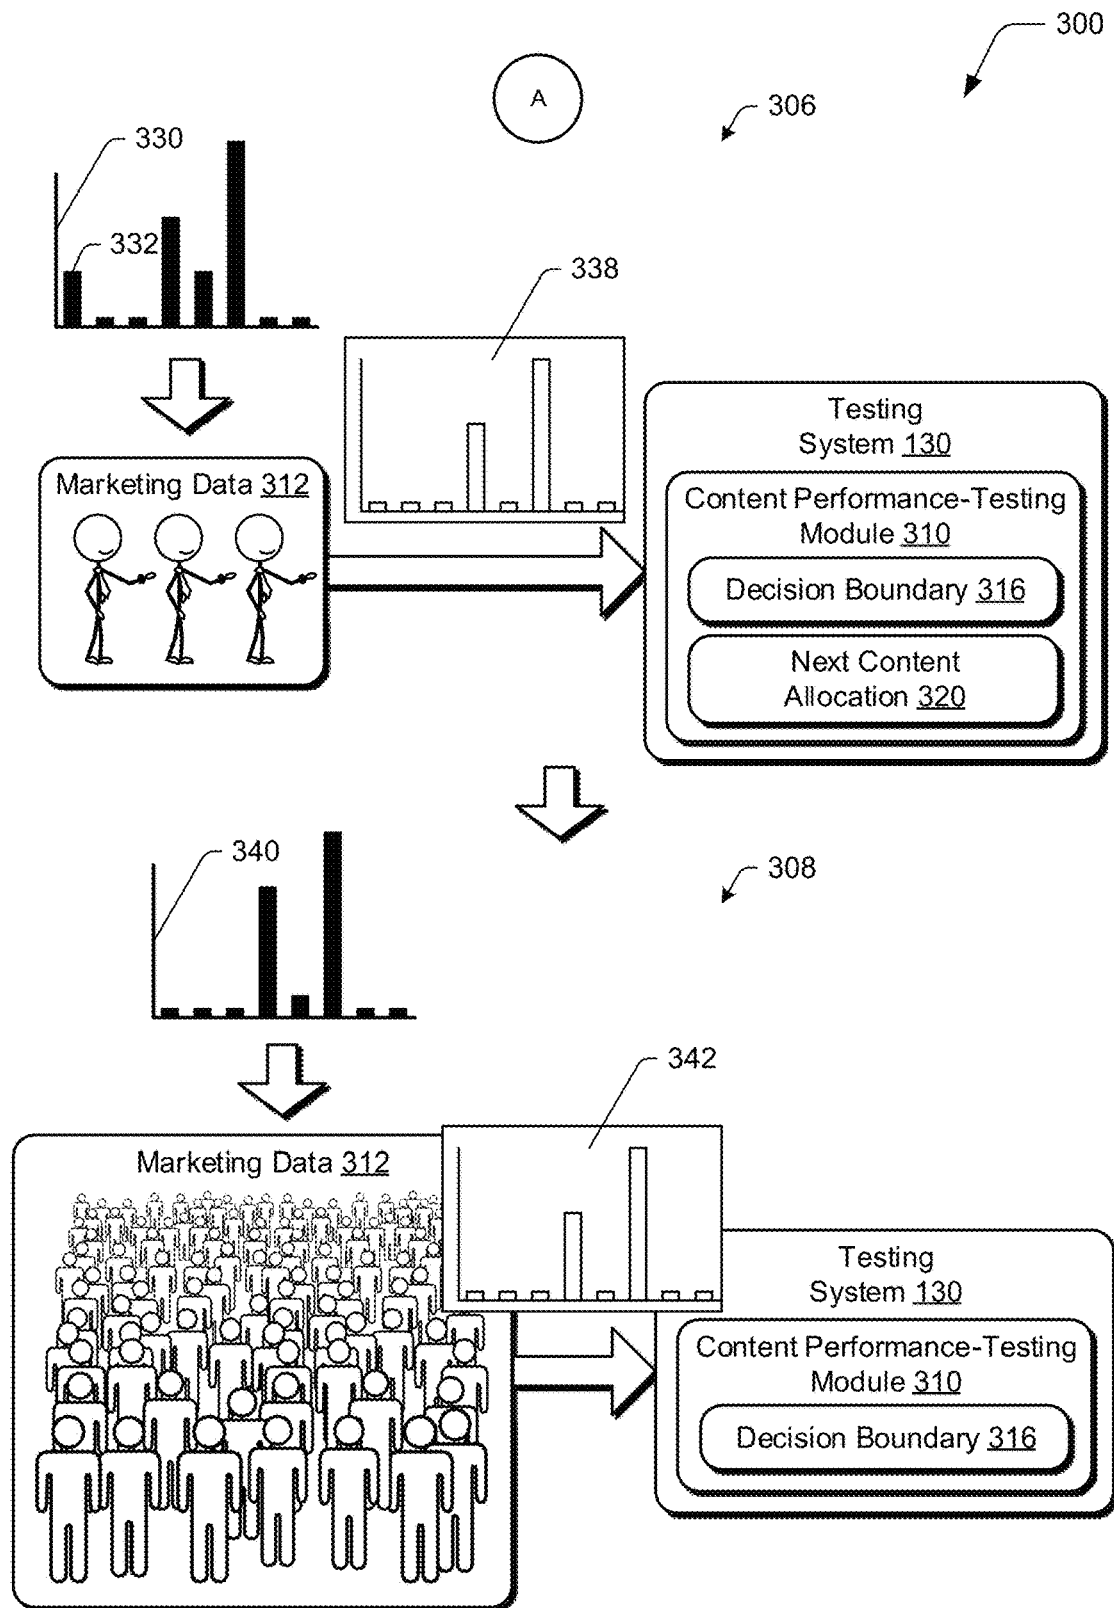 300
A
306
330
332
338
Testing
System 130
Marketing Data 312
Content Performance-Testing
Module 310
Decision Boundary 316
Next Content
Allocation 320
340
308
342
Marketing Data 312
Testing
System 130
Content Performance-Testing
Module 310
Decision Boundary 316